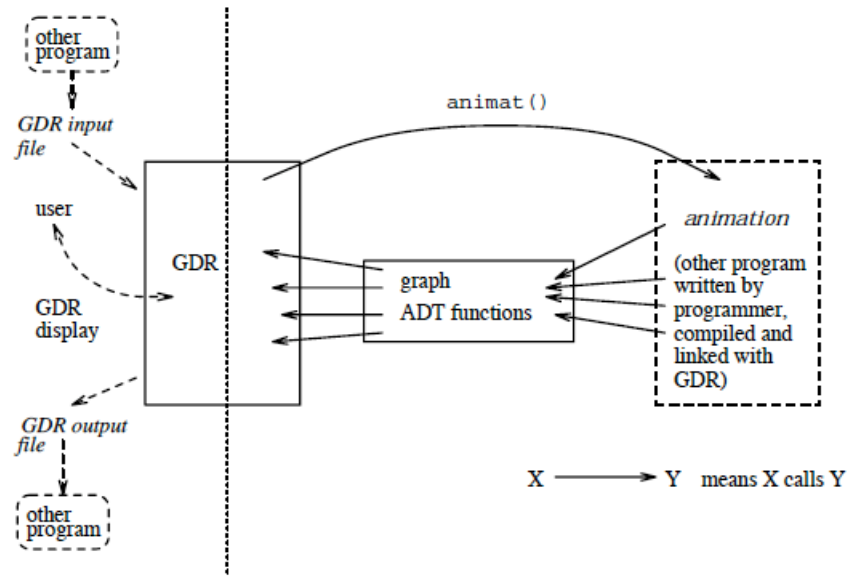 other
program
GDR input
file
user
GDR
display
GDR output
file
other
program
GDR
animat()
graph
ADT functions
animation
(other program
written by
programmer,
compiled and
linked with
GDR)
X Y means X calls Y